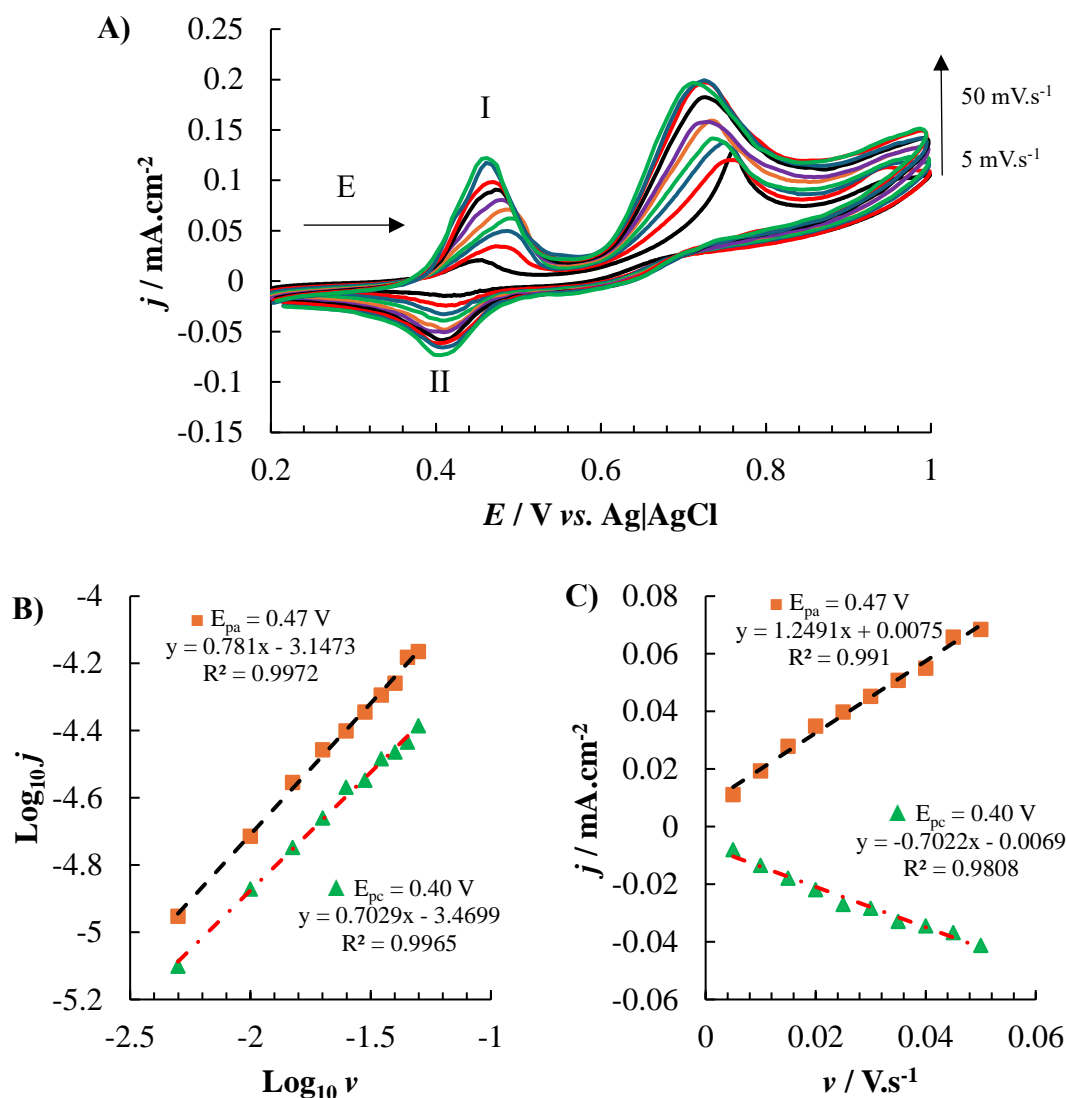 A)
0.25
0.2
0.15
0.1
0.05
0
-0.05
-0.1
-0.15
j / mA.cm-2
I
E
II
50 mV.s-1
5 mV.s-1
0.2 0.4 0.6 0.8 1
E / V vs. Ag|AgCl
B)
-4
-4.2
-4.4
-4.6
-4.8
-5
-5.2
Log10 j
Epa = 0.47 V
y = 0.781x - 3.1473
R² = 0.9972
Epc = 0.40 V
y = 0.7029x - 3.4699
R² = 0.9965
-2.5 -2 -1.5 -1
Log10 v
C)
0.08
0.06
0.04
0.02
0
-0.02
-0.04
-0.06
j / mA.cm-2
Epa = 0.47 V
y = 1.2491x + 0.0075
R² = 0.991
Epc = 0.40 V
y = -0.7022x - 0.0069
R² = 0.9808
0 0.02 0.04 0.06
v / V.s-1